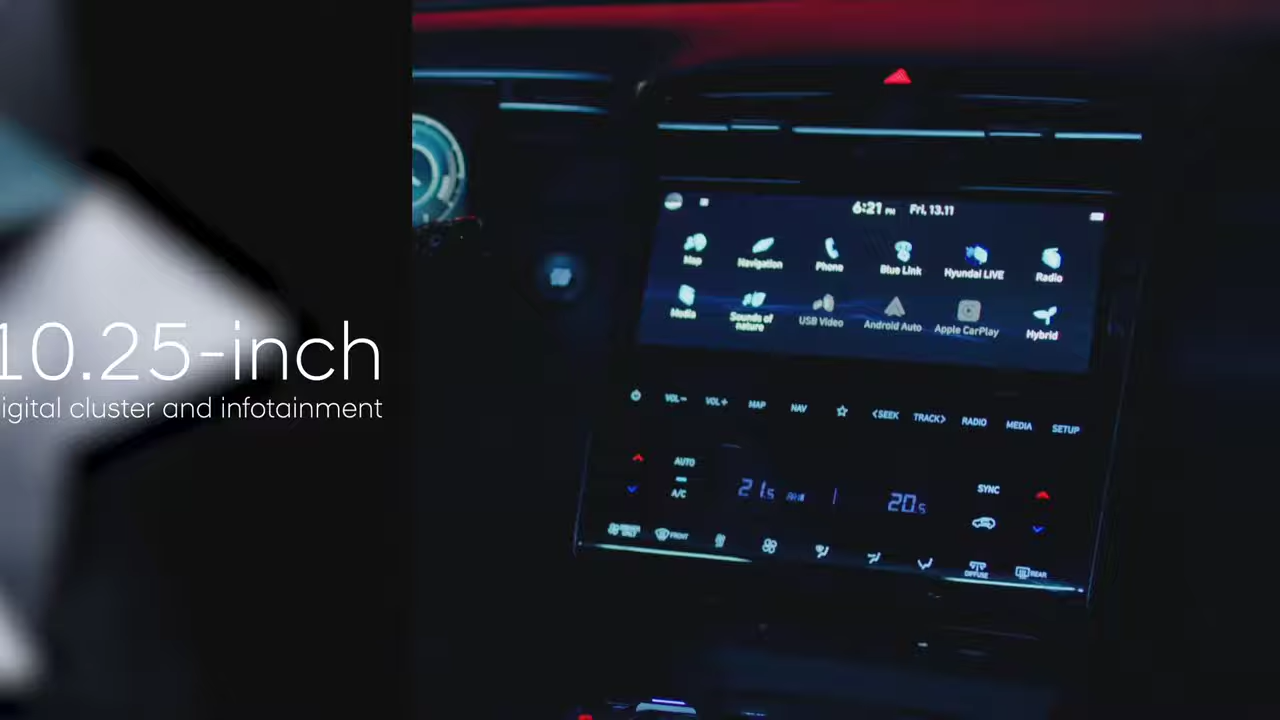 10.25-inch
igital cluster and infotainment
6:21 PM Fri, 13.11
Map Navigation Phone Blue Link Hyundai LIVE Radio
Media Sounds of nature USB Video Android Auto Apple CarPlay Hybrid
VOL- VOL+ MAP NAV <SEEK TRACK> RADIO MEDIA SETUP
AUTO
A/C
21.5
20.5
SYNC
FRONT
DIFFUSE
REAR